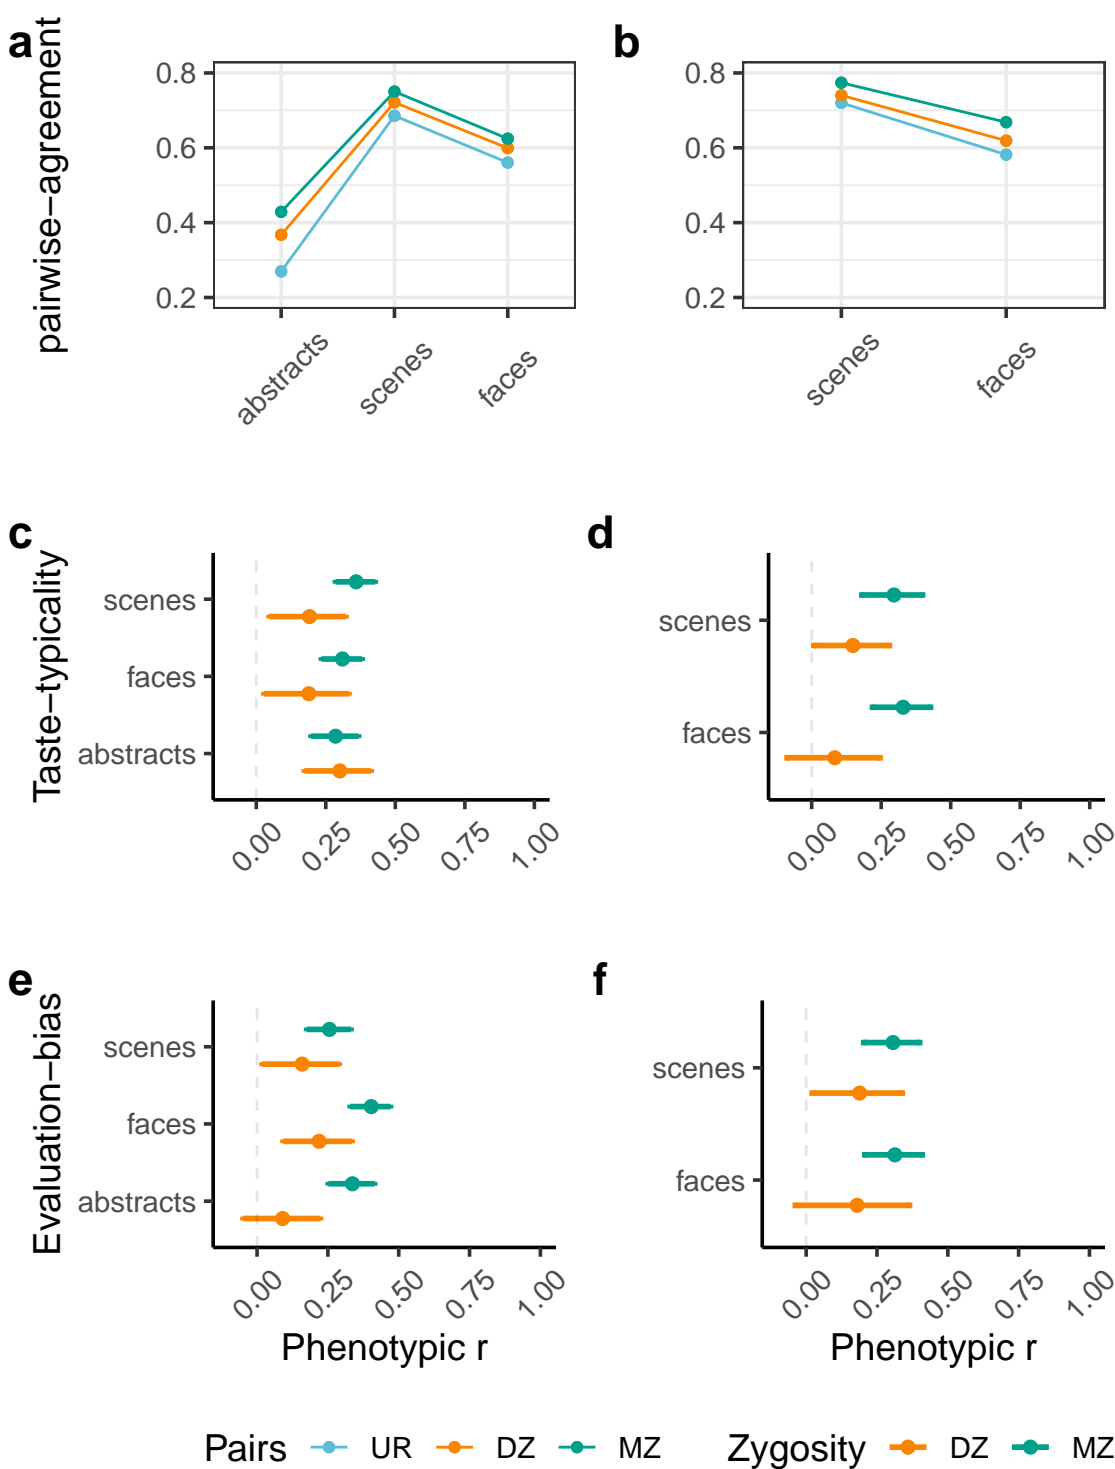 a
b
pairwise−agreement
0.8
0.6
0.4
0.2
abstracts
scenes
faces
0.8
0.6
0.4
0.2
scenes
faces
c
d
Taste−typicality
scenes
faces
abstracts
0.00
0.25
0.50
0.75
1.00
scenes
faces
0.00
0.25
0.50
0.75
1.00
e
f
Evaluation−bias
scenes
faces
abstracts
0.00
0.25
0.50
0.75
1.00
Phenotypic r
scenes
faces
0.00
0.25
0.50
0.75
1.00
Phenotypic r
Pairs UR DZ MZ
Zygosity DZ MZ